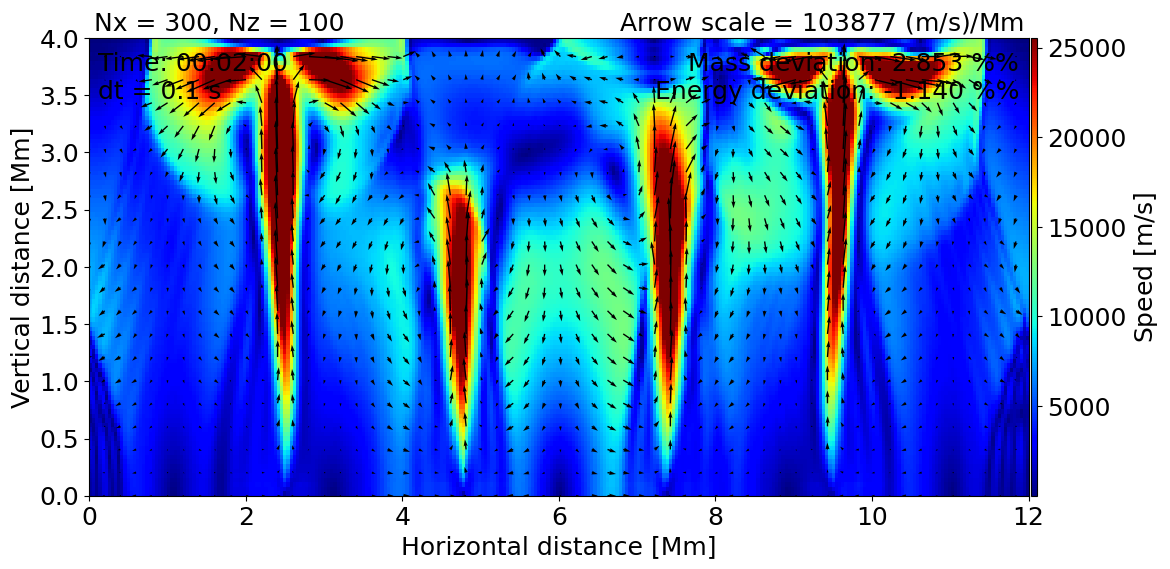 Nx = 300, Nz = 100
Arrow scale = 103877 (m/s)/Mm
Time: 00:02:00
dt = 0.1 s
Mass deviation: 2.853 %%
Energy deviation: -1.140 %%
Vertical distance [Mm]
4.0
3.5
3.0
2.5
2.0
1.5
1.0
0.5
0.0
0 2 4 6 8 10 12
Horizontal distance [Mm]
25000
20000
15000
10000
5000
Speed [m/s]